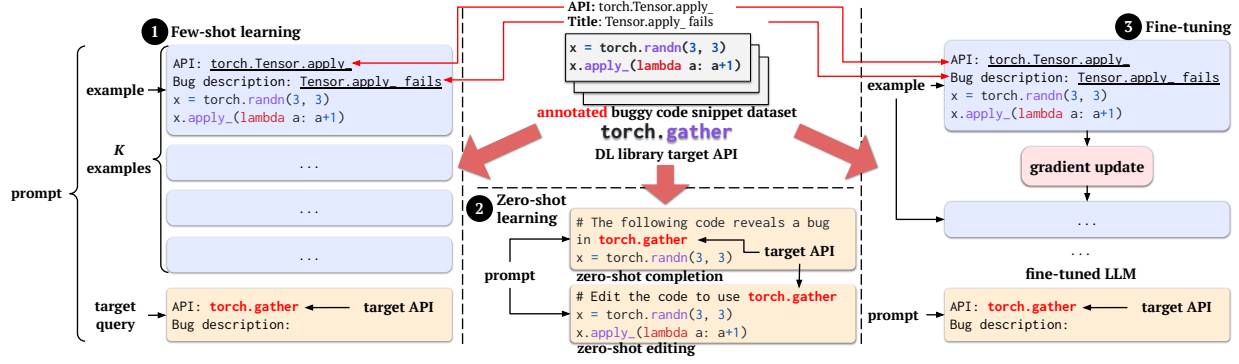 1 Few-shot learning
API: torch.Tensor.apply_
Bug description: Tensor.apply_ fails
x = torch.randn(3, 3)
x.apply_(lambda a: a+1)
example
K
examples
prompt
...
...
...
target
query
API: torch.gather
target API
Bug description:
API: torch.Tensor.apply_
Title: Tensor.apply_ fails
x = torch.randn(3, 3)
x.apply_(lambda a: a+1)
annotated buggy code snippet dataset
torch.gather
DL library target API
2 Zero-shot
learning
# The following code reveals a bug
in torch.gather
target API
x = torch.randn(3, 3)
zero-shot completion
prompt
# Edit the code to use torch.gather
x = torch.randn(3, 3)
x.apply_(lambda a: a+1)
zero-shot editing
3 Fine-tuning
API: torch.Tensor.apply_
Bug description: Tensor.apply_ fails
x = torch.randn(3, 3)
x.apply_(lambda a: a+1)
example
gradient update
...
...
fine-tuned LLM
prompt
API: torch.gather
target API
Bug description: